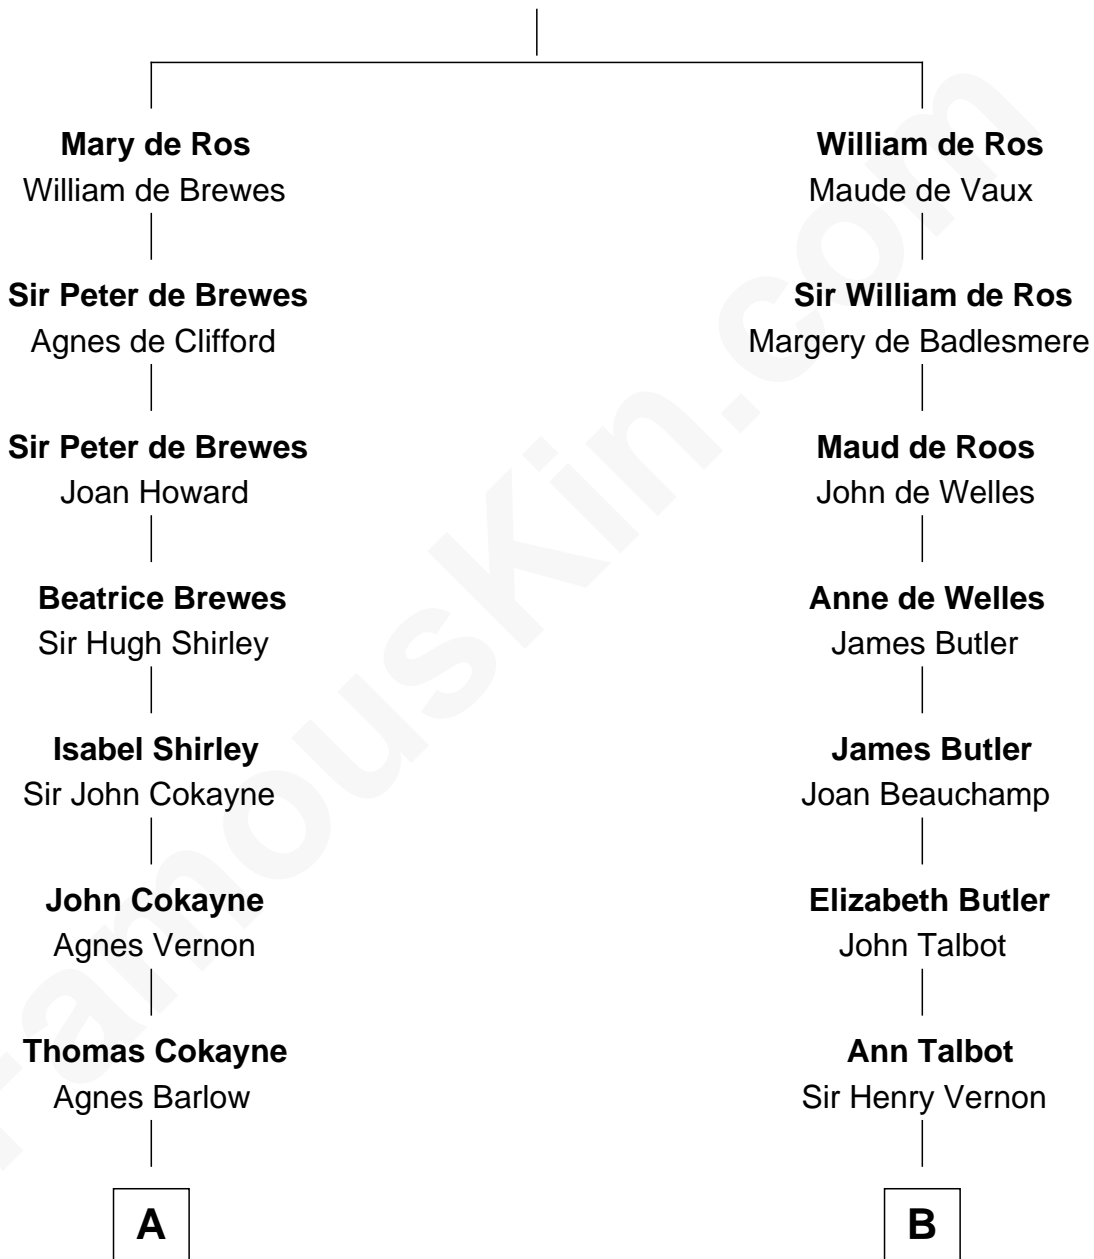 Mary de Ros
William de Brewes
Sir Peter de Brewes
Agnes de Clifford
Sir Peter de Brewes
Joan Howard
Beatrice Brewes
Sir Hugh Shirley
Isabel Shirley
Sir John Cokayne
John Cokayne
Agnes Vernon
Thomas Cokayne
Agnes Barlow
A
William de Ros
Maude de Vaux
Sir William de Ros
Margery de Badlesmere
Maud de Roos
John de Welles
Anne de Welles
James Butler
James Butler
Joan Beauchamp
Elizabeth Butler
John Talbot
Ann Talbot
Sir Henry Vernon
B
FamousKin.com